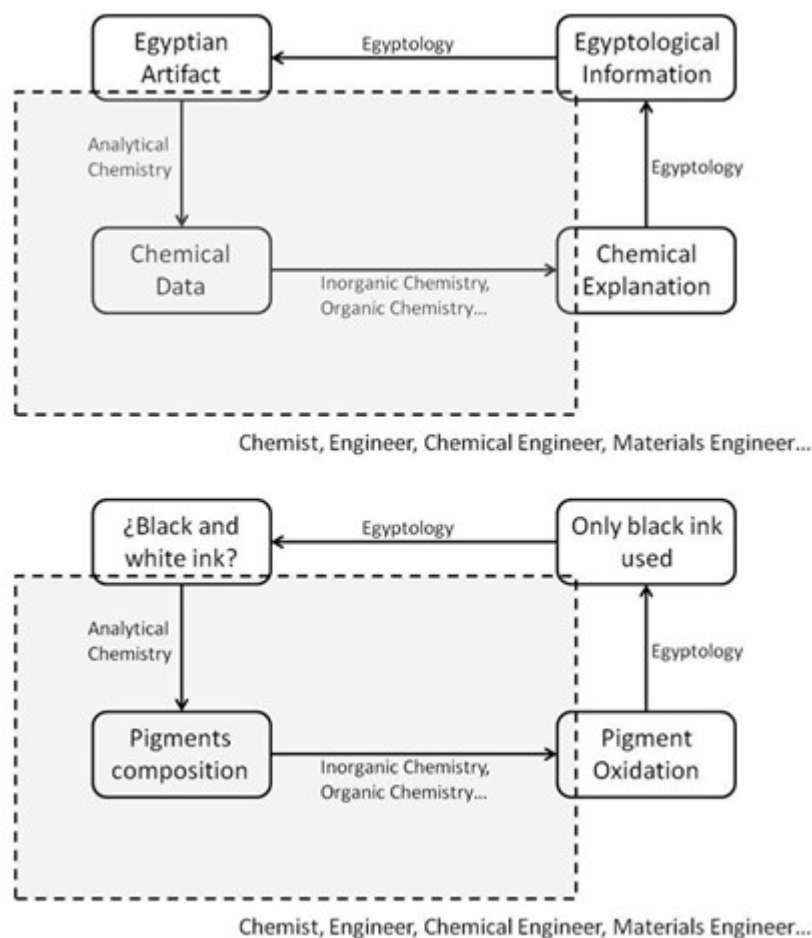 Egyptian
Artifact
Egyptology
Egyptological
Information
Analytical
Chemistry
Egyptology
Chemical
Data
Inorganic Chemistry,
Organic Chemistry...
Chemical
Explanation
Chemist, Engineer, Chemical Engineer, Materials Engineer...
¿Black and
white ink?
Egyptology
Only black ink
used
Analytical
Chemistry
Egyptology
Pigments
composition
Inorganic Chemistry,
Organic Chemistry...
Pigment
Oxidation
Chemist, Engineer, Chemical Engineer, Materials Engineer...